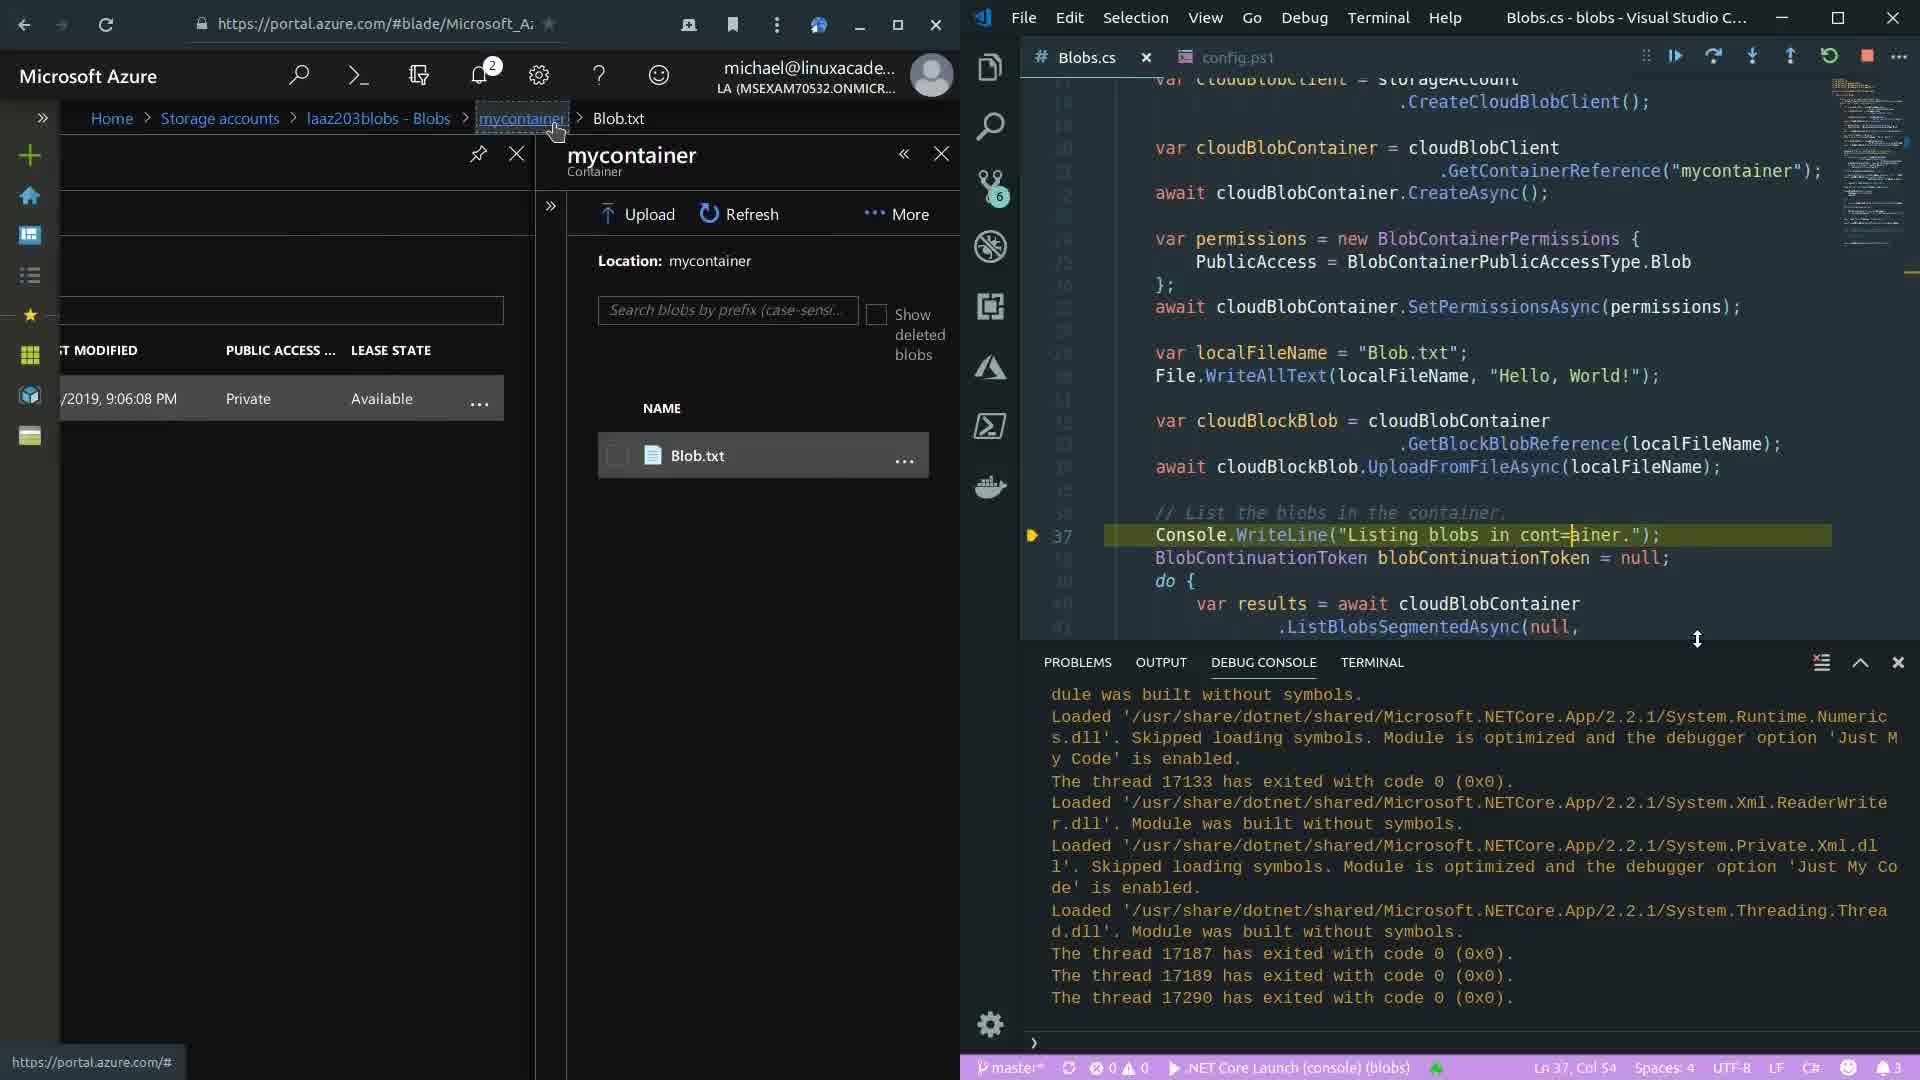 https://portal.azure.com/#blade/Microsoft_Az
Microsoft Azure
2
michael@linuxacade...
LA (MSEXAM70532.ONMICR...
Home > Storage accounts > laaz203blobs - Blobs > mycontainer > Blob.txt
mycontainer
Container
Upload
Refresh
More
Location: mycontainer
Search blobs by prefix (case-sensi...
Show
deleted
blobs
ST MODIFIED
PUBLIC ACCESS ...
LEASE STATE
/2019, 9:06:08 PM
Private
Available
...
NAME
Blob.txt
...
https://portal.azure.com/#
File Edit Selection View Go Debug Terminal Help
Blobs.cs - blobs - Visual Studio C...
# Blobs.cs
config.ps1
6
var cloudBlobClient = storageAccount
.CreateCloudBlobClient();
var cloudBlobContainer = cloudBlobClient
.GetContainerReference("mycontainer");
await cloudBlobContainer.CreateAsync();
var permissions = new BlobContainerPermissions {
PublicAccess = BlobContainerPublicAccessType.Blob
};
await cloudBlobContainer.SetPermissionsAsync(permissions);
var localFileName = "Blob.txt";
File.WriteAllText(localFileName, "Hello, World!");
var cloudBlockBlob = cloudBlobContainer
.GetBlockBlobReference(localFileName);
await cloudBlockBlob.UploadFromFileAsync(localFileName);
// List the blobs in the container.
37 Console.WriteLine("Listing blobs in cont=ainer.");
BlobContinuationToken blobContinuationToken = null;
do {
var results = await cloudBlobContainer
.ListBlobsSegmentedAsync(null,
PROBLEMS OUTPUT DEBUG CONSOLE TERMINAL
dule was built without symbols.
Loaded '/usr/share/dotnet/shared/Microsoft.NETCore.App/2.2.1/System.Runtime.Numeric
s.dll'. Skipped loading symbols. Module is optimized and the debugger option 'Just M
y Code' is enabled.
The thread 17133 has exited with code 0 (0x0).
Loaded '/usr/share/dotnet/shared/Microsoft.NETCore.App/2.2.1/System.Xml.ReaderWrite
r.dll'. Module was built without symbols.
Loaded '/usr/share/dotnet/shared/Microsoft.NETCore.App/2.2.1/System.Private.Xml.dl
l'. Skipped loading symbols. Module is optimized and the debugger option 'Just My Co
de' is enabled.
Loaded '/usr/share/dotnet/shared/Microsoft.NETCore.App/2.2.1/System.Threading.Threa
d.dll'. Module was built without symbols.
The thread 17187 has exited with code 0 (0x0).
The thread 17189 has exited with code 0 (0x0).
The thread 17290 has exited with code 0 (0x0).
master* 0 0 .NET Core Launch (console) (blobs) Ln 37, Col 54 Spaces: 4 UTF-8 LF C# 3